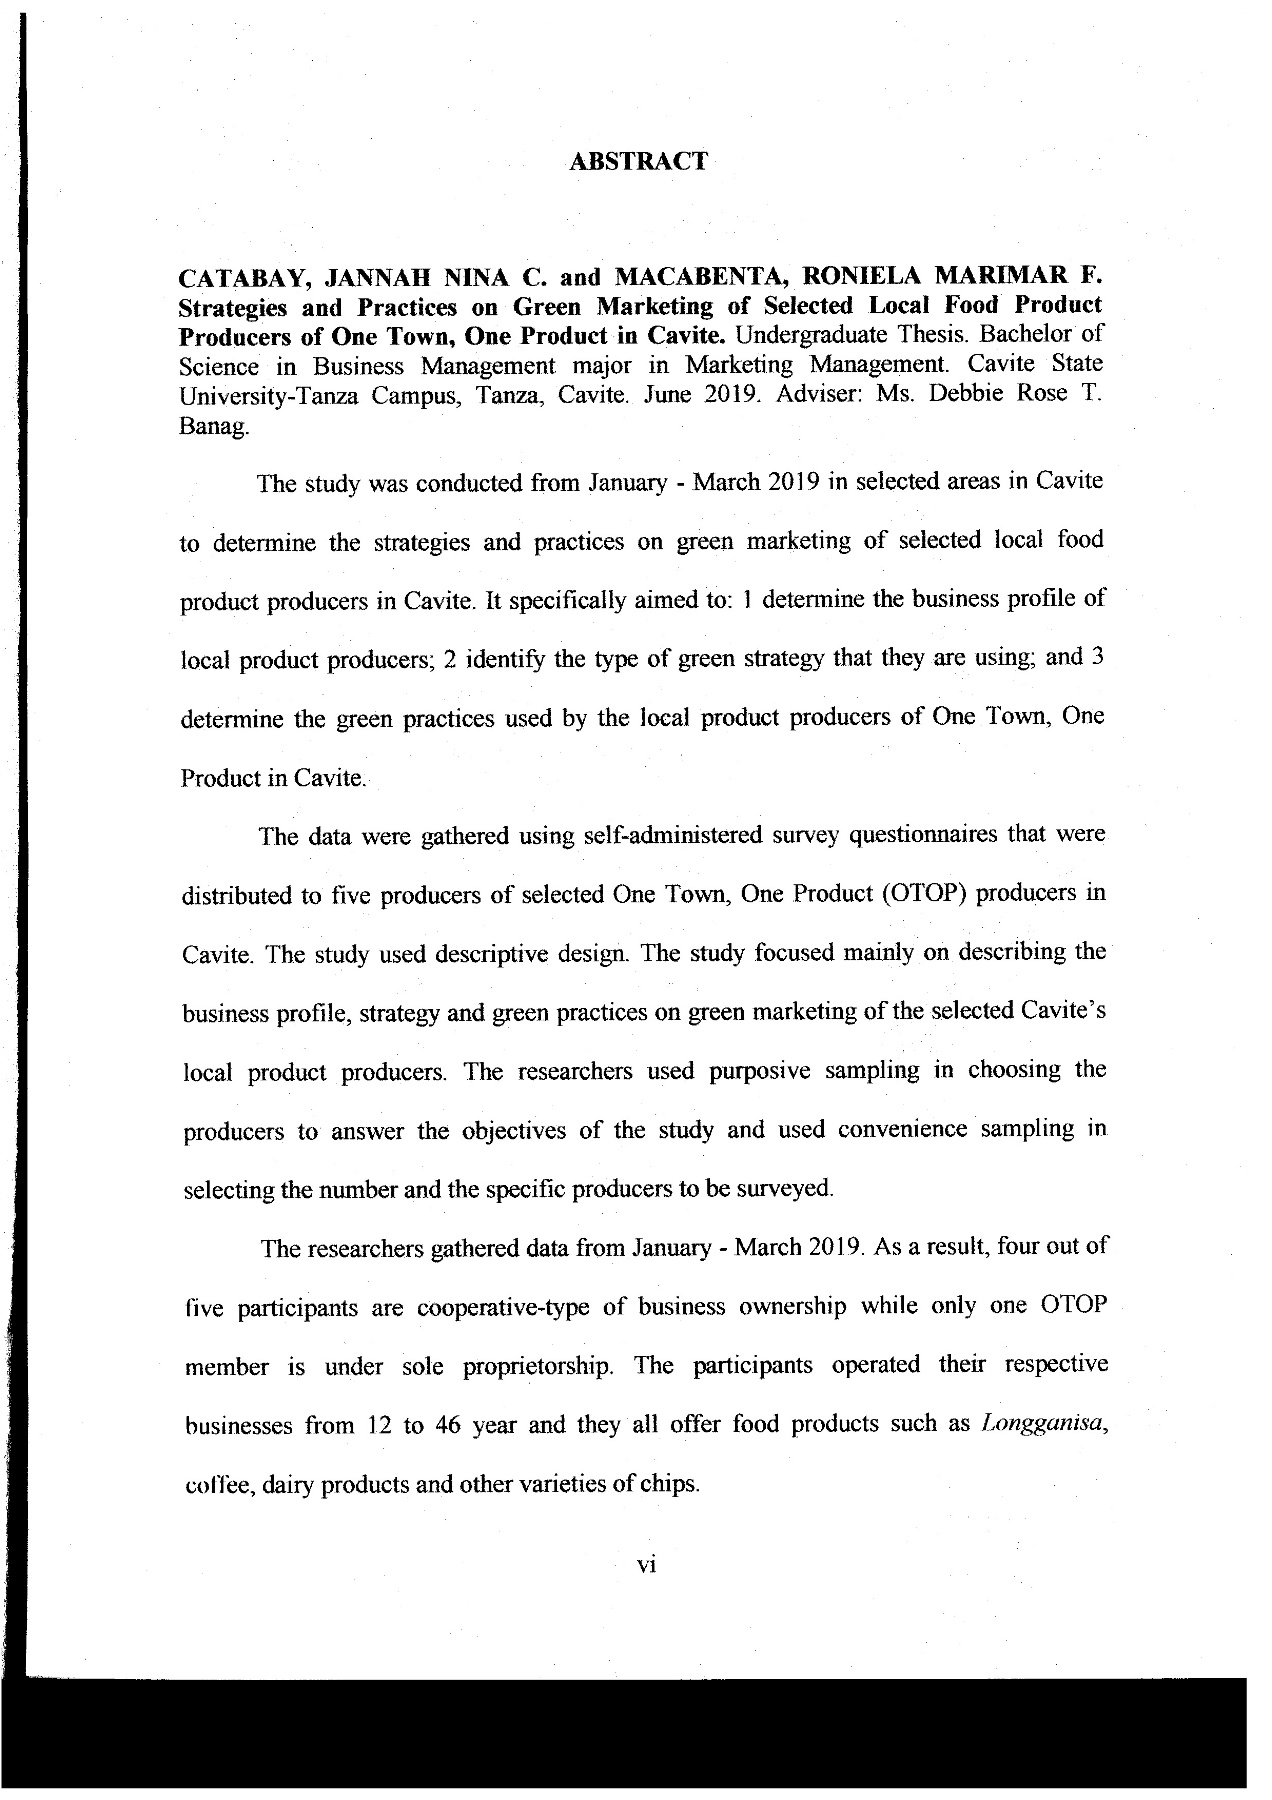 ABSTRACT
CATABAY, JANNAH NINA C. and MACABENTA, RONIELA MARIMAR F.
Strategies and Practices on Green Marketing of Selected Local Food Product
Producers of One Town, One Product in Cavite. Undergraduate Thesis. Bachelor of
Science in Business Management major in Marketing Management. Cavite State
University-Tanza Campus, Tanza, Cavite. June 2019. Adviser: Ms. Debbie Rose T.
Banag.
The study was conducted from January - March 2019 in selected areas in Cavite
to determine the strategies and practices on green marketing of selected local food
product producers in Cavite. It specifically aimed to: 1 determine the business profile of
local product producers; 2 identify the type of green strategy that they are using; and 3
determine the green practices used by the local product producers of One Town, One
Product in Cavite.
The data were gathered using self-administered survey questionnaires that were
distributed to five producers of selected One Town, One Product (OTOP) producers in
Cavite. The study used descriptive design. The study focused mainly on describing the
business profile, strategy and green practices on green marketing of the selected Cavite's
local product producers. The researchers used purposive sampling in choosing the
producers to answer the objectives of the study and used convenience sampling in
selecting the number and the specific producers to be surveyed.
The researchers gathered data from January - March 2019. As a result, four out of
five participants are cooperative-type of business ownership while only one OTOP
member is under sole proprietorship. The participants operated their respective
businesses from 12 to 46 year and they all offer food products such as Longganisa,
coffee, dairy products and other varieties of chips.
vi